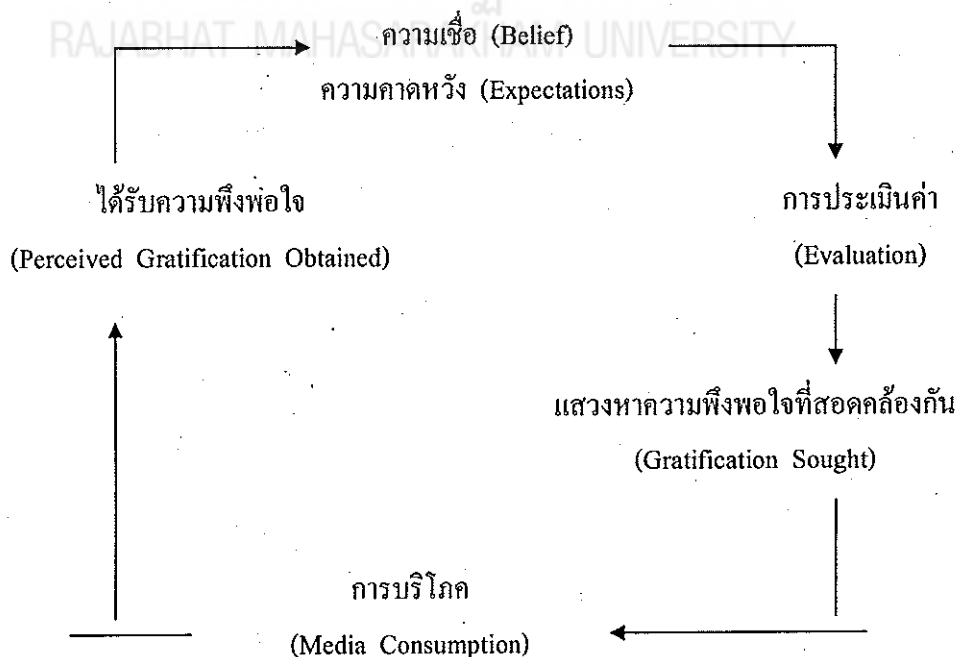 RAJABHAT MAHASARAKHAM UNIVERSITY
ความเชื่อ (Belief)
ความคาดหวัง (Expectations)
ได้รับความพึงพอใจ
(Perceived Gratification Obtained)
การประเมินค่า
(Evaluation)
แสวงหาความพึงพอใจที่สอดคล้องกัน
(Gratification Sought)
การบริโภค
(Media Consumption)